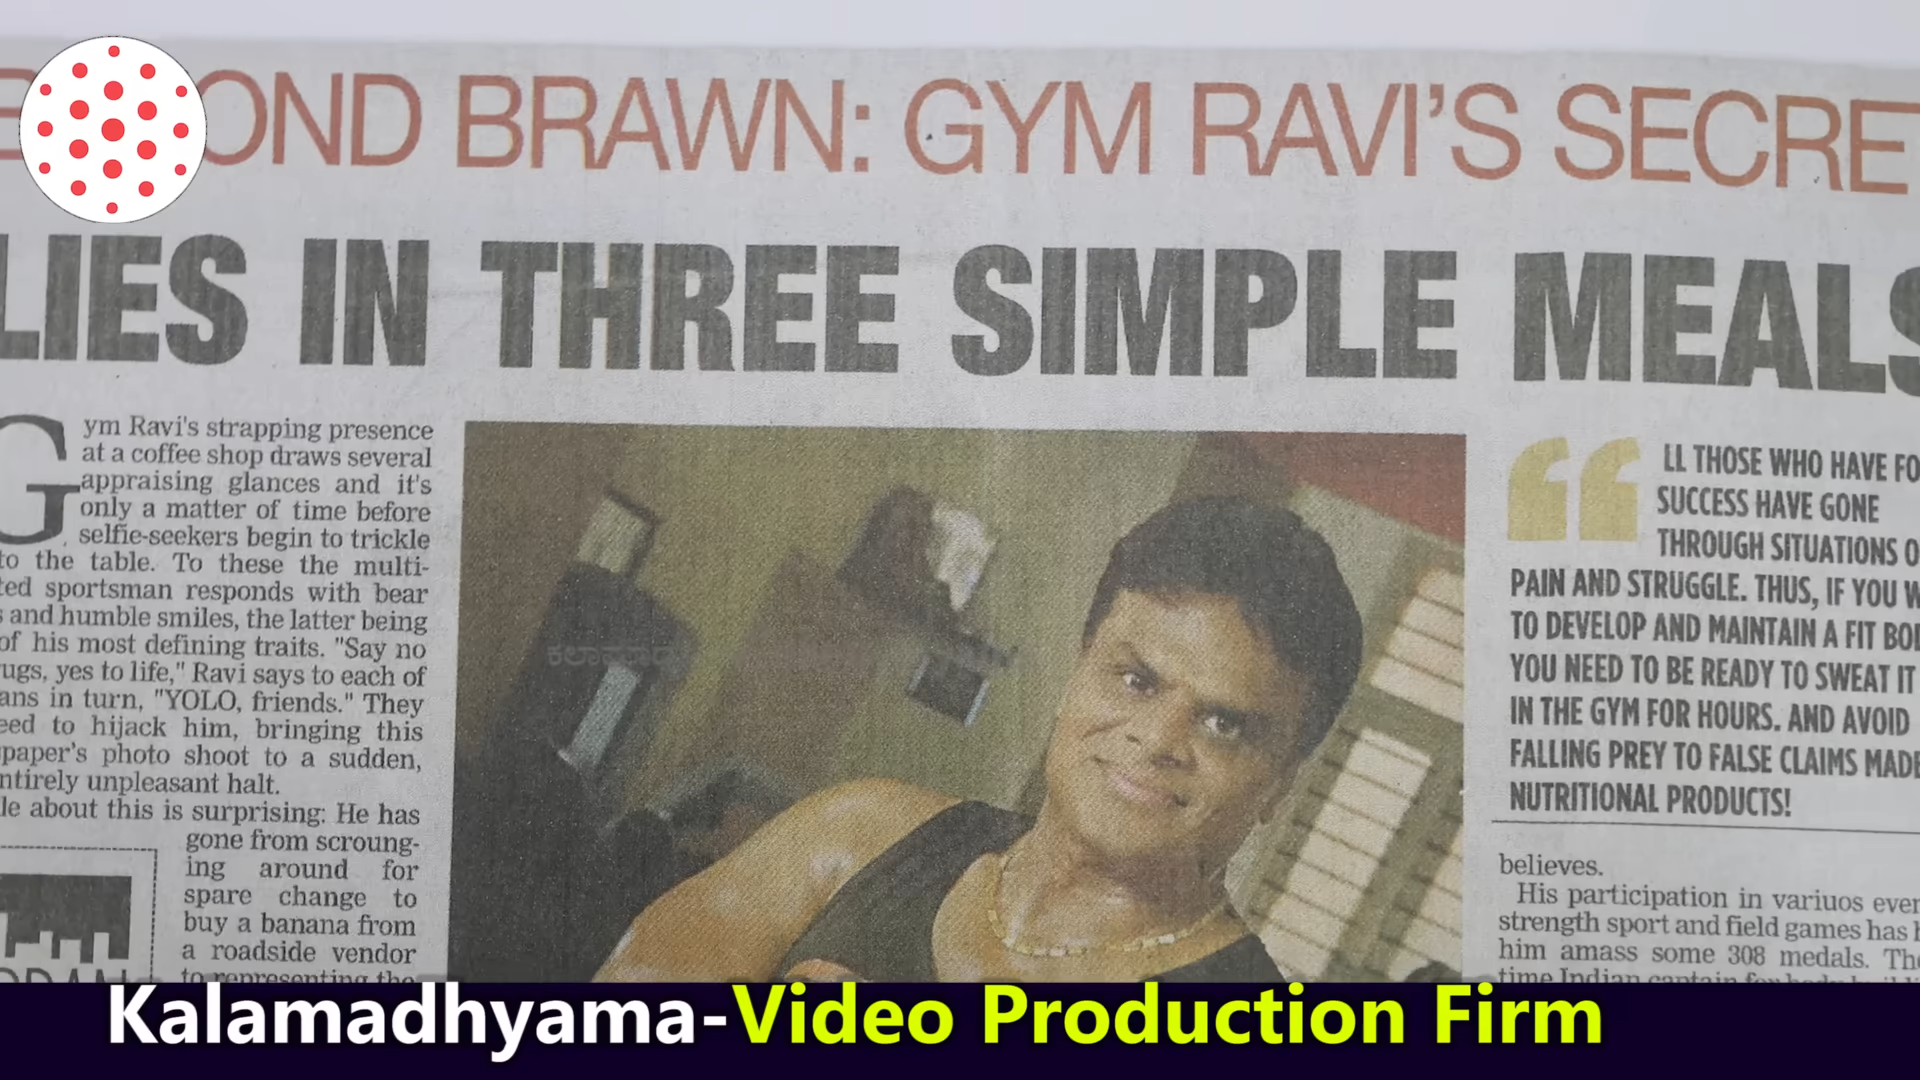 OND BRAWN: GYM RAVI'S SECRE
LIES IN THREE SIMPLE MEALS
Gym Ravi's strapping presence
at a coffee shop draws several
appraising glances and it's
only a matter of time before
selfie-seekers begin to trickle
to the table. To these the multi-
ted sportsman responds with bear
s and humble smiles, the latter being
of his most defining traits. "Say no
ugs, yes to life," Ravi says to each of
ans in turn, "YOLO, friends." They
eed to hijack him, bringing this
paper's photo shoot to a sudden,
ntirely unpleasant halt.
le about this is surprising: He has
gone from scroung-
ing around for
spare change to
buy a banana from
a roadside vendor
to representing the
LL THOSE WHO HAVE FO
SUCCESS HAVE GONE
THROUGH SITUATIONS O
PAIN AND STRUGGLE. THUS, IF YOU W
TO DEVELOP AND MAINTAIN A FIT BOD
YOU NEED TO BE READY TO SWEAT IT
IN THE GYM FOR HOURS. AND AVOID
FALLING PREY TO FALSE CLAIMS MADE
NUTRITIONAL PRODUCTS!
believes.
His participation in variuos even
strength sport and field games has h
him amass some 308 medals. The
time Indian captain for
Kalamadhyama-Video Production Firm